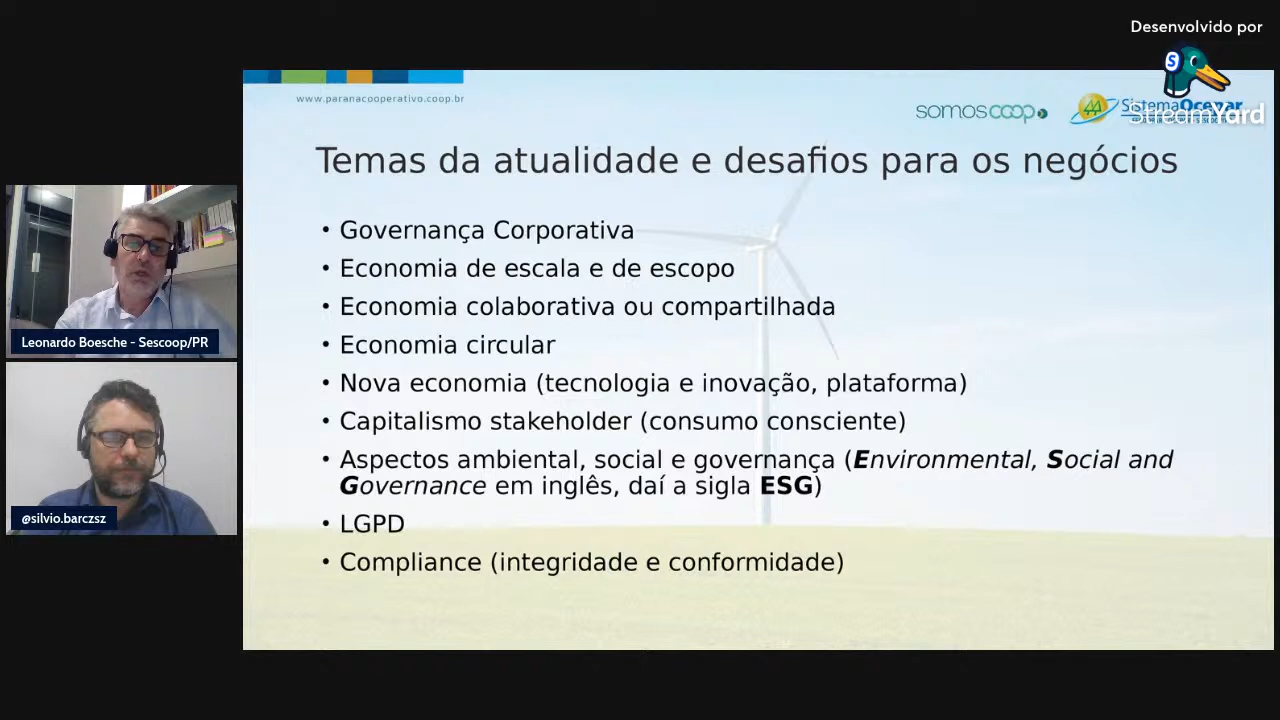 Desenvolvido por
StreamYard
www.paranacooperativo.coop.br
somoscoop
SistemaOcepar
Temas da atualidade e desafios para os negócios
• Governança Corporativa
• Economia de escala e de escopo
• Economia colaborativa ou compartilhada
• Economia circular
• Nova economia (tecnologia e inovação, plataforma)
• Capitalismo stakeholder (consumo consciente)
• Aspectos ambiental, social e governança (Environmental, Social and
Governance em inglês, daí a sigla ESG)
• LGPD
• Compliance (integridade e conformidade)
Leonardo Boesche - Sescoop/PR
@silvio.barczsz